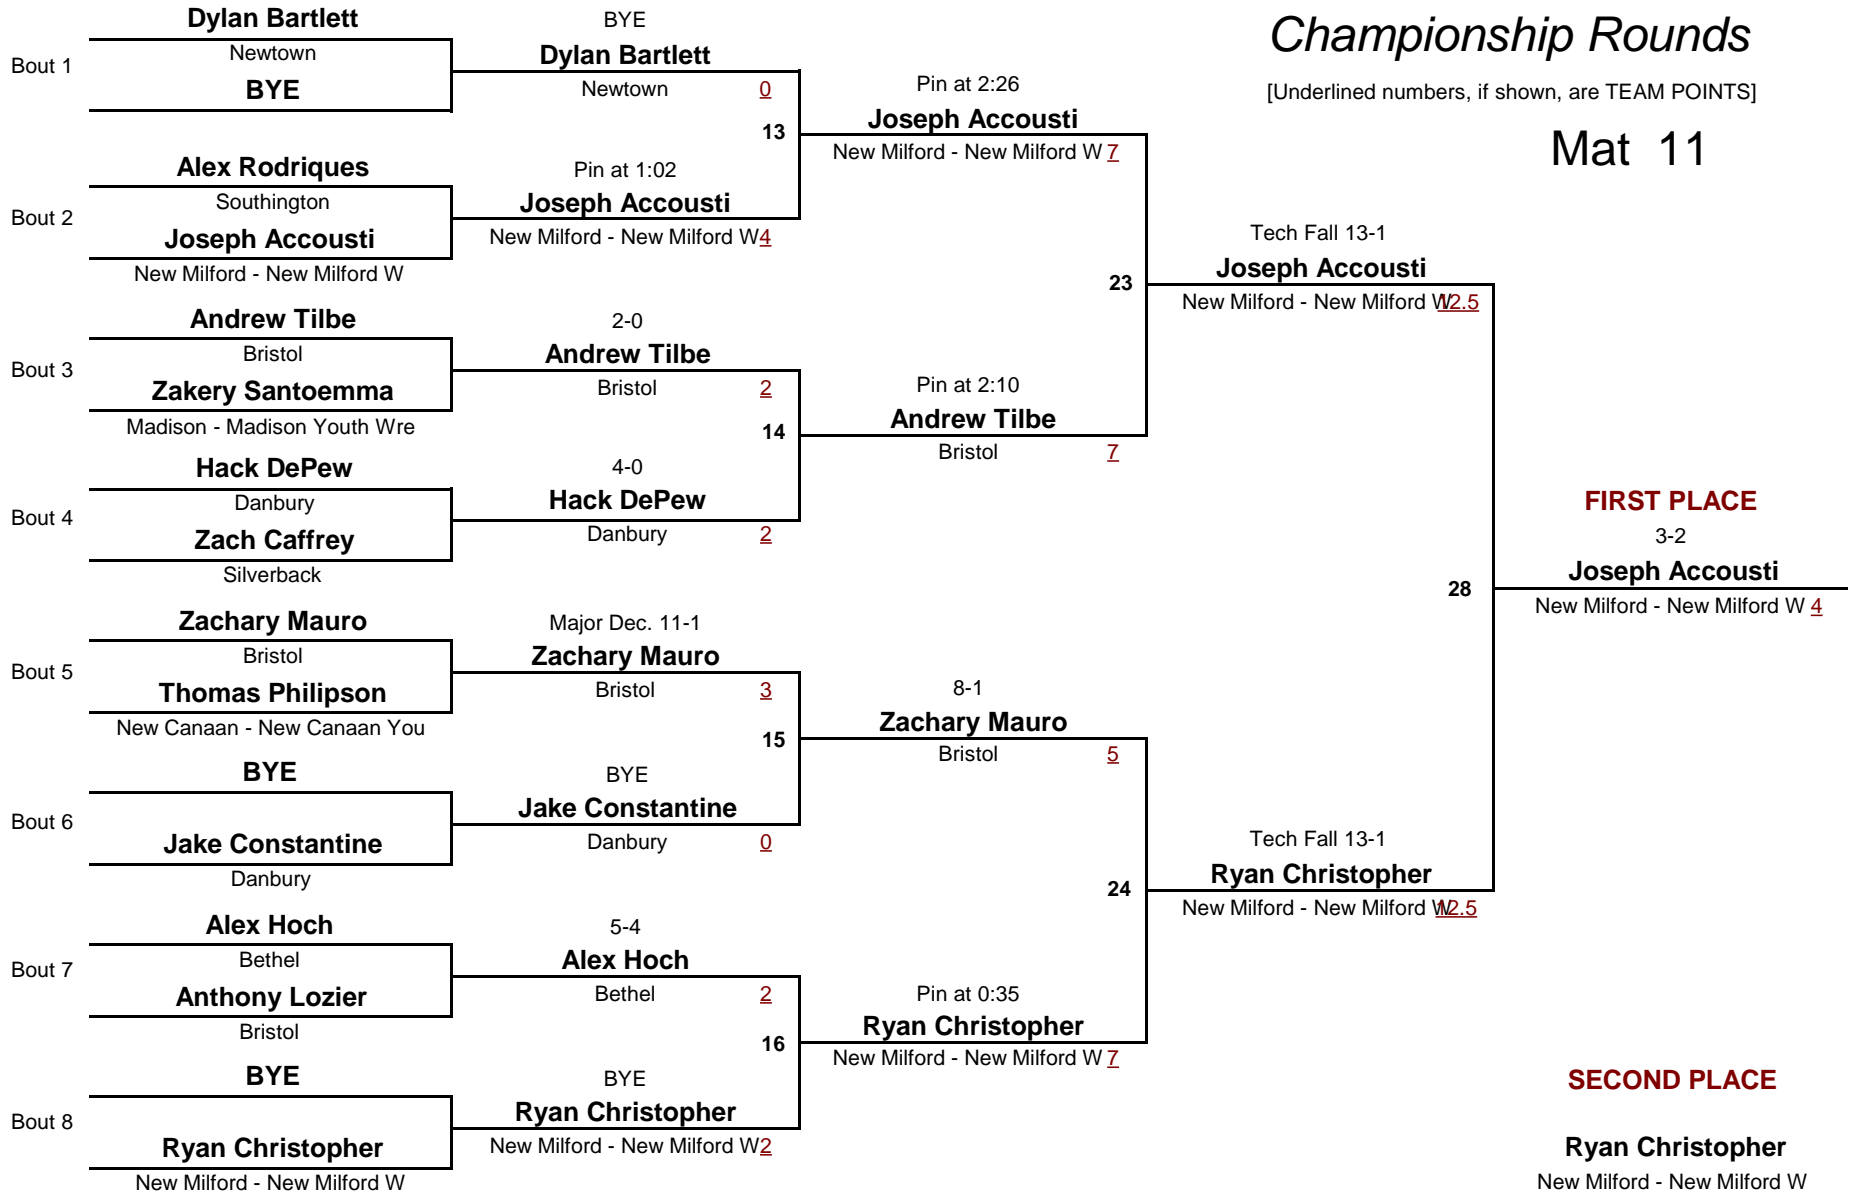 Championship Rounds
[Underlined numbers, if shown, are TEAM POINTS]
Mat 11
Bout 1
Dylan Bartlett
Newtown
BYE
Bout 2
Alex Rodriques
Southington
Joseph Accousti
New Milford - New Milford W
Bout 3
Andrew Tilbe
Bristol
Zakery Santoemma
Madison - Madison Youth Wre
Bout 4
Hack DePew
Danbury
Zach Caffrey
Silverback
Bout 5
Zachary Mauro
Bristol
Thomas Philipson
New Canaan - New Canaan You
Bout 6
BYE
Jake Constantine
Danbury
Bout 7
Alex Hoch
Bethel
Anthony Lozier
Bristol
Bout 8
BYE
Ryan Christopher
New Milford - New Milford W
BYE
Dylan Bartlett
Newtown 0
13
Pin at 1:02
Joseph Accousti
New Milford - New Milford W 4
2-0
Andrew Tilbe
Bristol 2
14
4-0
Hack DePew
Danbury 2
Major Dec. 11-1
Zachary Mauro
Bristol 3
15
BYE
Jake Constantine
Danbury 0
5-4
Alex Hoch
Bethel 2
16
BYE
Ryan Christopher
New Milford - New Milford W 2
Pin at 2:26
Joseph Accousti
New Milford - New Milford W 7
23
Pin at 2:10
Andrew Tilbe
Bristol 7
8-1
Zachary Mauro
Bristol 5
24
Pin at 0:35
Ryan Christopher
New Milford - New Milford W 7
Tech Fall 13-1
Joseph Accousti
New Milford - New Milford W 12.5
28
Tech Fall 13-1
Ryan Christopher
New Milford - New Milford W 12.5
FIRST PLACE
3-2
Joseph Accousti
New Milford - New Milford W 4
SECOND PLACE
Ryan Christopher
New Milford - New Milford W